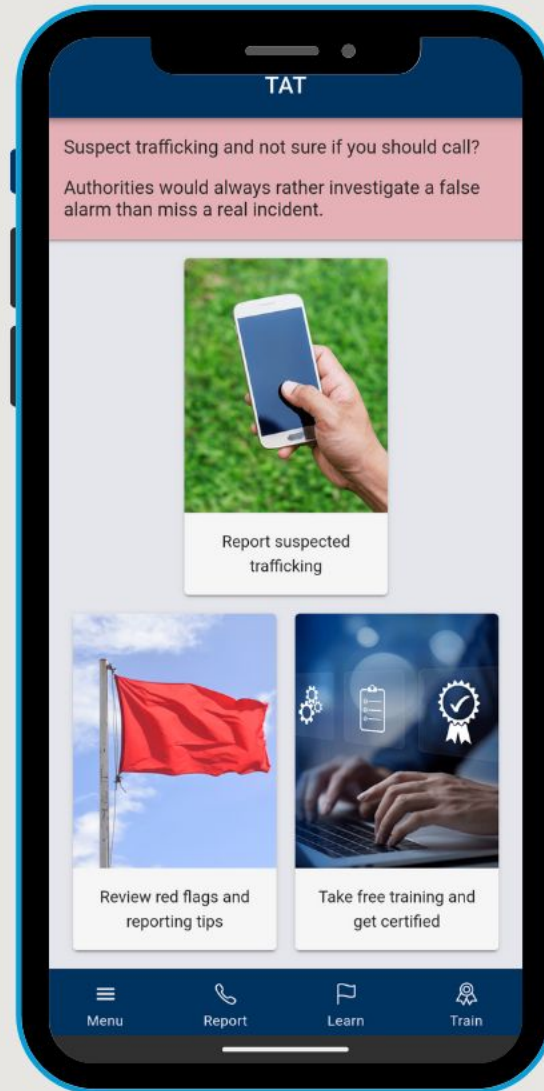 TAT
Suspect trafficking and not sure if you should call?
Authorities would always rather investigate a false
alarm than miss a real incident.
Report suspected
trafficking
Review red flags and
reporting tips
Take free training and
get certified
Menu
Report
Learn
Train